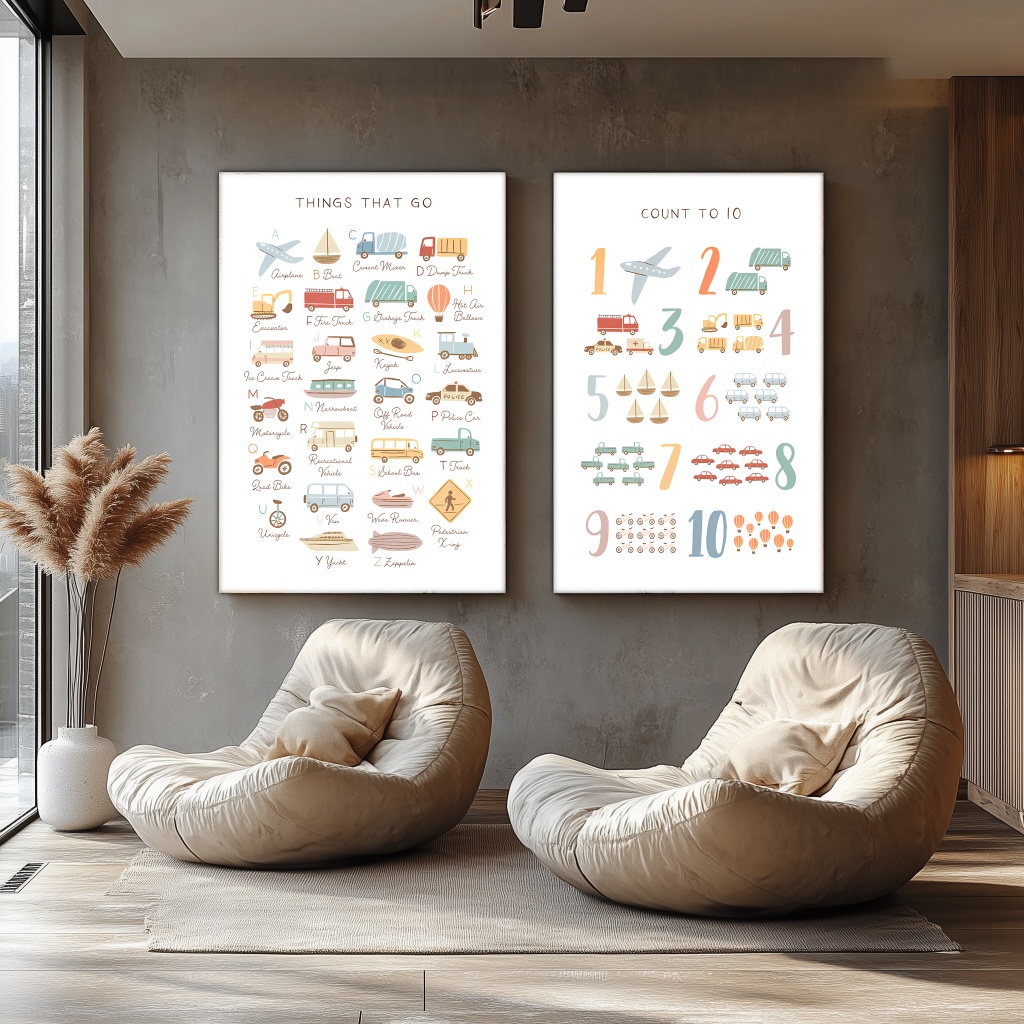 THINGS THAT GO
A Airplane
B Boat
C Cement Mixer
D Dump Truck
E Excavator
F Fire Truck
G Garbage Truck
H Hot Air
Balloon
I Ice Cream Truck
J Jeep
K Kayak
L Locomotive
M Motorcycle
N Narrowboat
O Off Road
Vehicle
P Police Car
POLICE
Q Quad Bike
R Recreational
Vehicle
S School Bus
T Truck
U Unicycle
V Van
W Wave Runner
X Pedestrian
X-ing
Y Yacht
Z Zeppelin
COUNT TO 10
1
2
3
POLICE
4
5
6
7
8
9
10